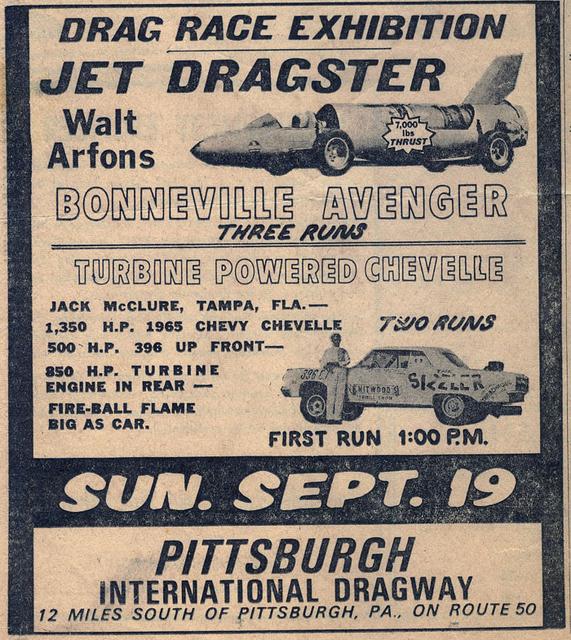 DRAG RACE EXHIBITION
JET DRAGSTER
Walt
Arfons
7,000
lbs
THRUST
BONNEVILLE AVENGER
THREE RUNS
TURBINE POWERED CHEVELLE
JACK McCLURE, TAMPA, FLA.—
1,350 H.P. 1965 CHEVY CHEVELLE
TWO RUNS
500 H.P. 396 UP FRONT—
850 H.P. TURBINE
ENGINE IN REAR —
FIRE-BALL FLAME
BIG AS CAR.
396
SIZZLER
FIRST RUN 1:00 P.M.
SUN. SEPT. 19
PITTSBURGH
INTERNATIONAL DRAGWAY
12 MILES SOUTH OF PITTSBURGH, PA., ON ROUTE 50